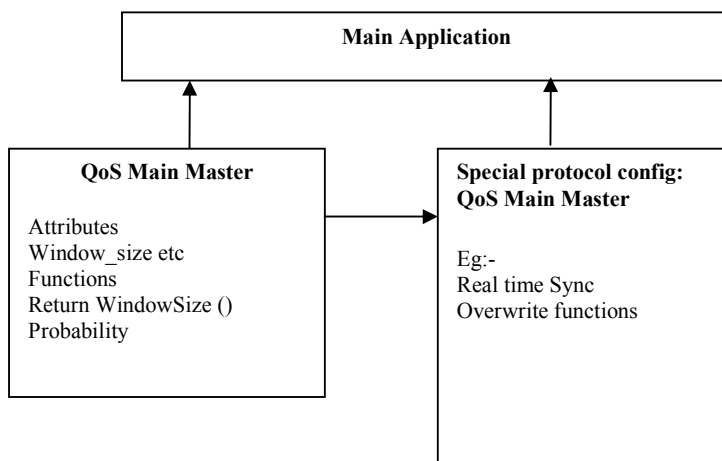 Main Application
QoS Main Master
Attributes
Window_size etc
Functions
Return WindowSize ()
Probability
Special protocol config:
QoS Main Master
Eg:-
Real time Sync
Overwrite functions